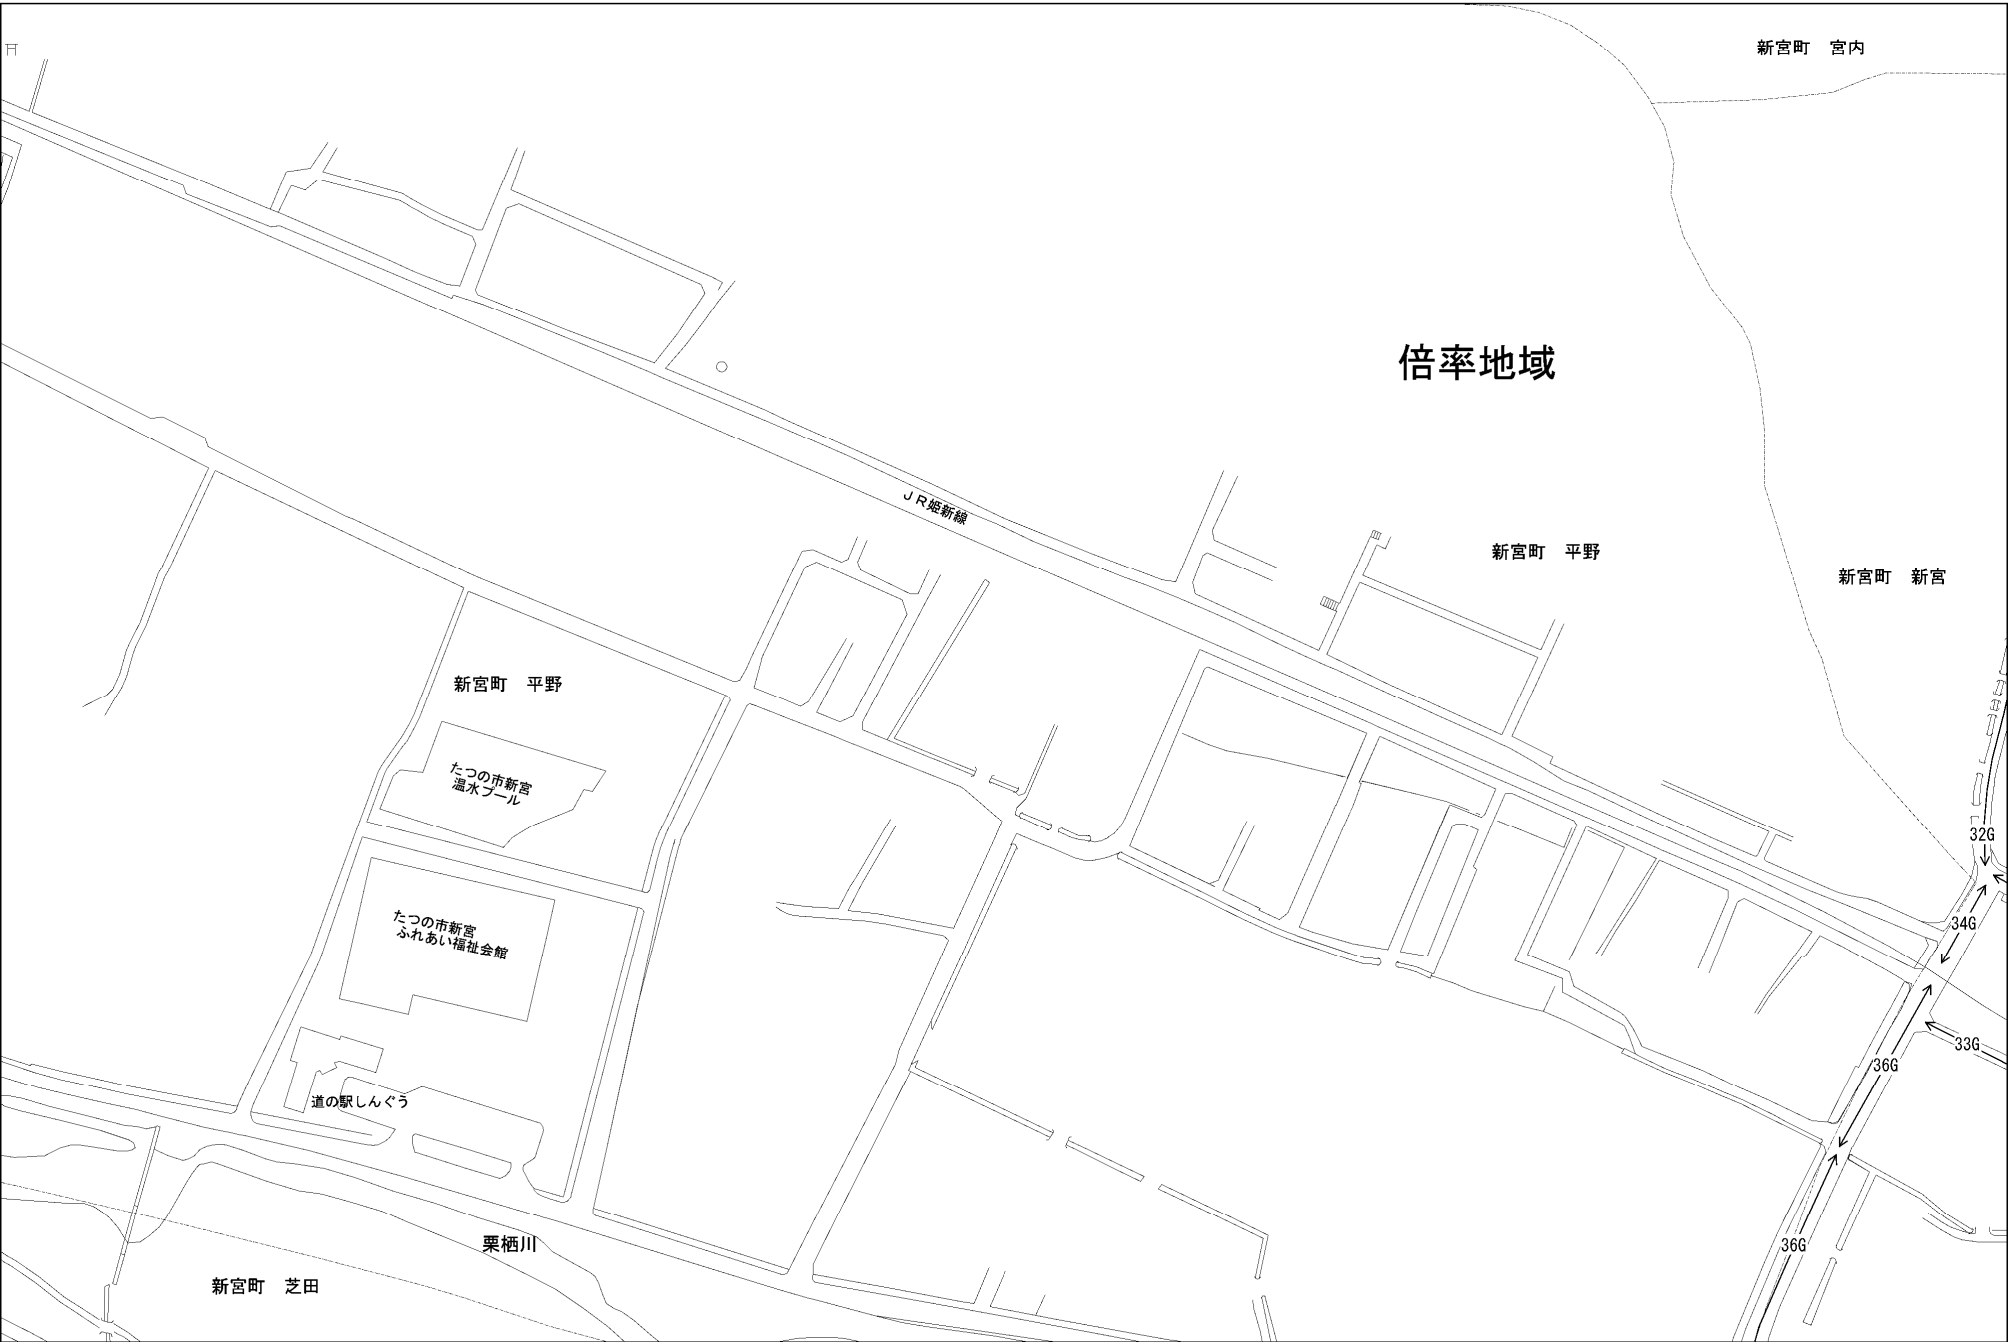 新宮町　宮内
倍率地域
ＪＲ姫新線
新宮町　平野
新宮町　新宮
新宮町　平野
たつの市新宮
温水プール
32G
たつの市新宮
ふれあい福祉会館
34G
33G
36G
道の駅しんぐう
栗栖川
36G
新宮町　芝田